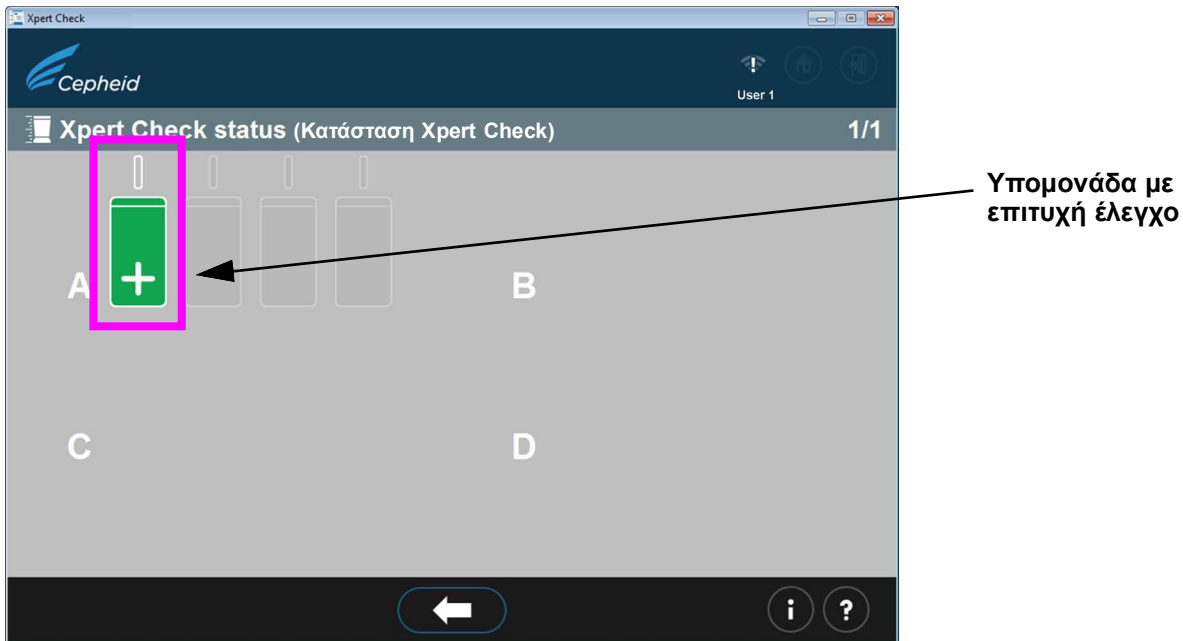 Xpert Check
Cepheid
User 1
Xpert Check status (Κατάσταση Xpert Check) 1/1
Υπομονάδα με
επιτυχή έλεγχο
A B
C D
i ?